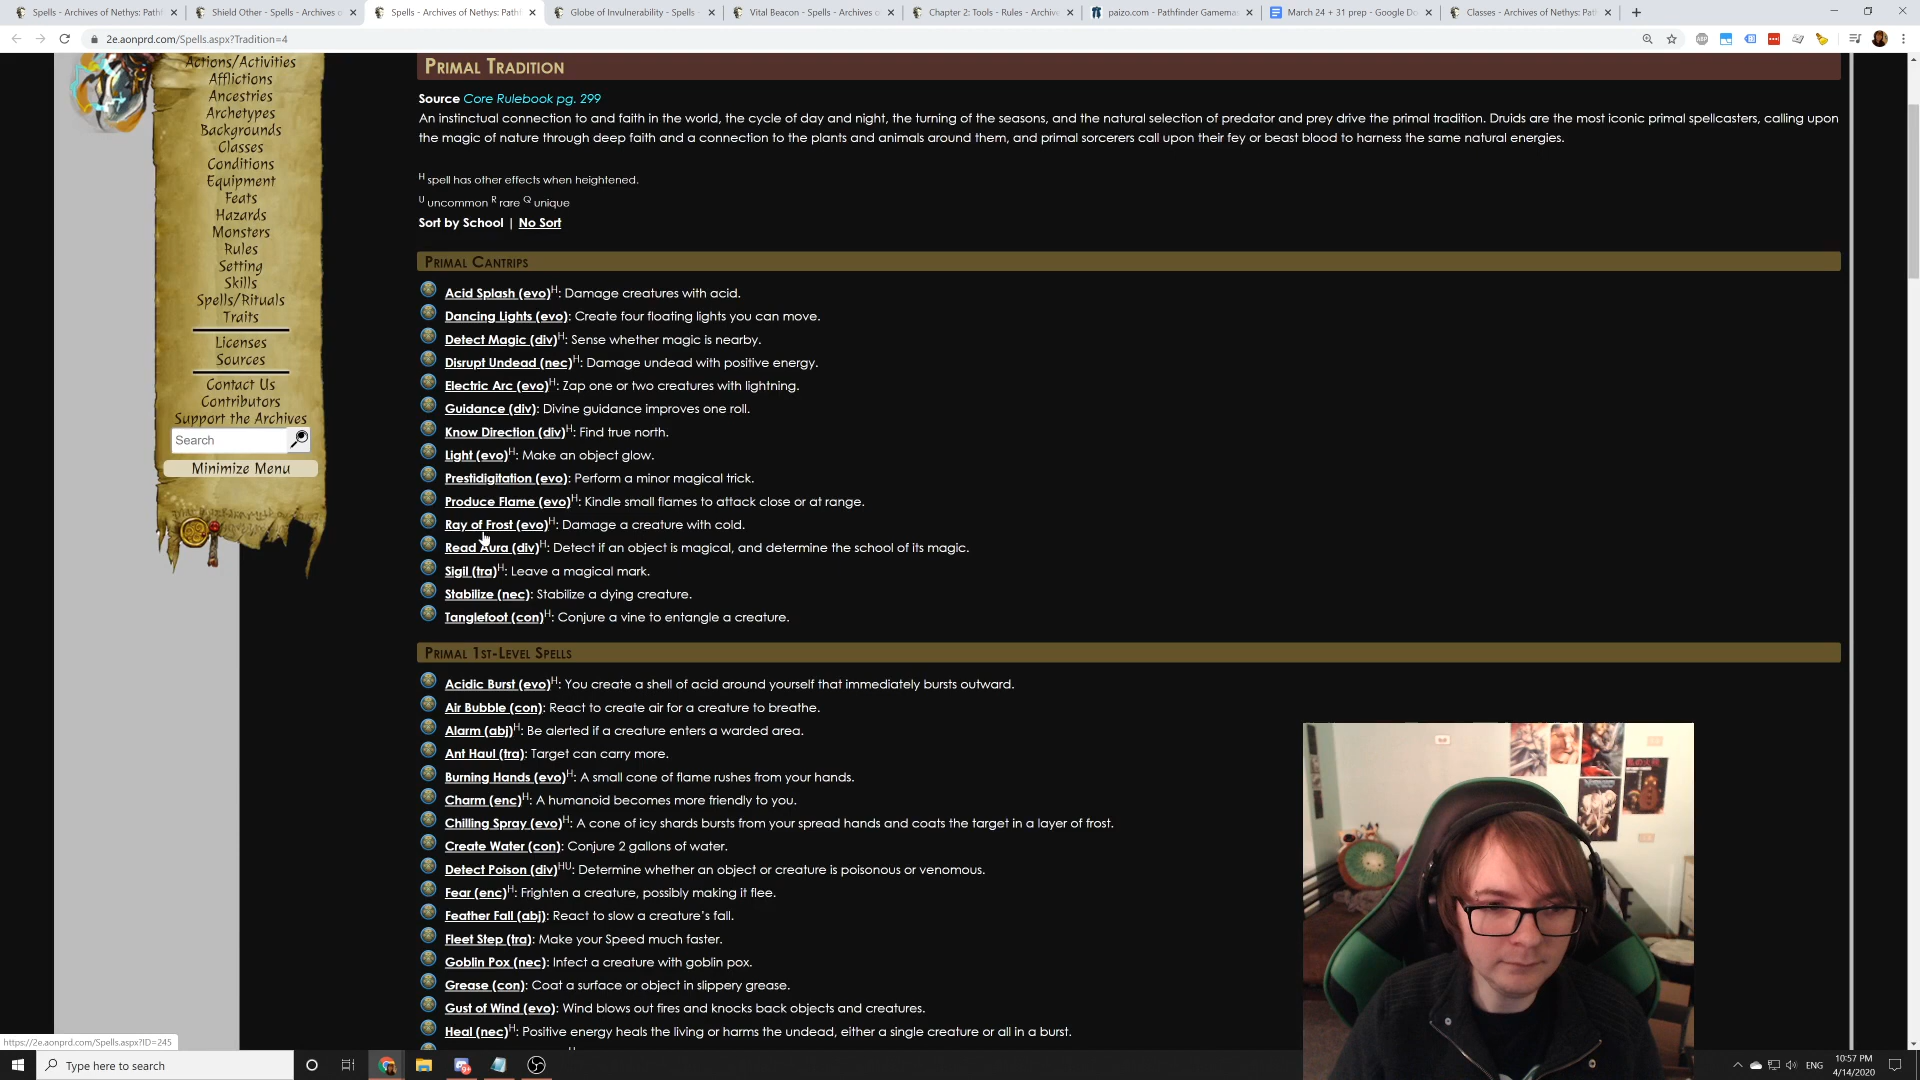 Spells - Archives of Nethys: Pathf
Shield Other - Spells - Archives o
Spells - Archives of Nethys: Pathf
Globe of Invulnerability - Spells -
Vital Beacon - Spells - Archives o
Chapter 2: Tools - Rules - Archive
paizo.com - Pathfinder Gamemas
March 24 + 31 prep - Google Do
Classes - Archives of Nethys: Pat
2e.aonprd.com/Spells.aspx?Tradition=4
Actions/Activities
Afflictions
Ancestries
Archetypes
Backgrounds
Classes
Conditions
Equipment
Feats
Hazards
Monsters
Rules
Setting
Skills
Spells/Rituals
Traits
Licenses
Sources
Contact Us
Contributors
Support the Archives
Search
Minimize Menu
Primal Tradition
Source Core Rulebook pg. 299
An instinctual connection to and faith in the world, the cycle of day and night, the turning of the seasons, and the natural selection of predator and prey drive the primal tradition. Druids are the most iconic primal spellcasters, calling upon
the magic of nature through deep faith and a connection to the plants and animals around them, and primal sorcerers call upon their fey or beast blood to harness the same natural energies.
H spell has other effects when heightened.
U uncommon R rare Q unique
Sort by School | No Sort
Primal Cantrips
Acid Splash (evo)H: Damage creatures with acid.
Dancing Lights (evo): Create four floating lights you can move.
Detect Magic (div)H: Sense whether magic is nearby.
Disrupt Undead (nec)H: Damage undead with positive energy.
Electric Arc (evo)H: Zap one or two creatures with lightning.
Guidance (div): Divine guidance improves one roll.
Know Direction (div)H: Find true north.
Light (evo)H: Make an object glow.
Prestidigitation (evo): Perform a minor magical trick.
Produce Flame (evo)H: Kindle small flames to attack close or at range.
Ray of Frost (evo)H: Damage a creature with cold.
Read Aura (div)H: Detect if an object is magical, and determine the school of its magic.
Sigil (tra)H: Leave a magical mark.
Stabilize (nec): Stabilize a dying creature.
Tanglefoot (con)H: Conjure a vine to entangle a creature.
Primal 1st-Level Spells
Acidic Burst (evo)H: You create a shell of acid around yourself that immediately bursts outward.
Air Bubble (con): React to create air for a creature to breathe.
Alarm (abj)H: Be alerted if a creature enters a warded area.
Ant Haul (tra): Target can carry more.
Burning Hands (evo)H: A small cone of flame rushes from your hands.
Charm (enc)H: A humanoid becomes more friendly to you.
Chilling Spray (evo)H: A cone of icy shards bursts from your spread hands and coats the target in a layer of frost.
Create Water (con): Conjure 2 gallons of water.
Detect Poison (div)HU: Determine whether an object or creature is poisonous or venomous.
Fear (enc)H: Frighten a creature, possibly making it flee.
Feather Fall (abj): React to slow a creature's fall.
Fleet Step (tra): Make your Speed much faster.
Goblin Pox (nec): Infect a creature with goblin pox.
Grease (con): Coat a surface or object in slippery grease.
Gust of Wind (evo): Wind blows out fires and knocks back objects and creatures.
Heal (nec)H: Positive energy heals the living or harms the undead, either a single creature or all in a burst.
https://2e.aonprd.com/Spells.aspx?ID=245
Type here to search
ENG
10:57 PM
4/14/2020